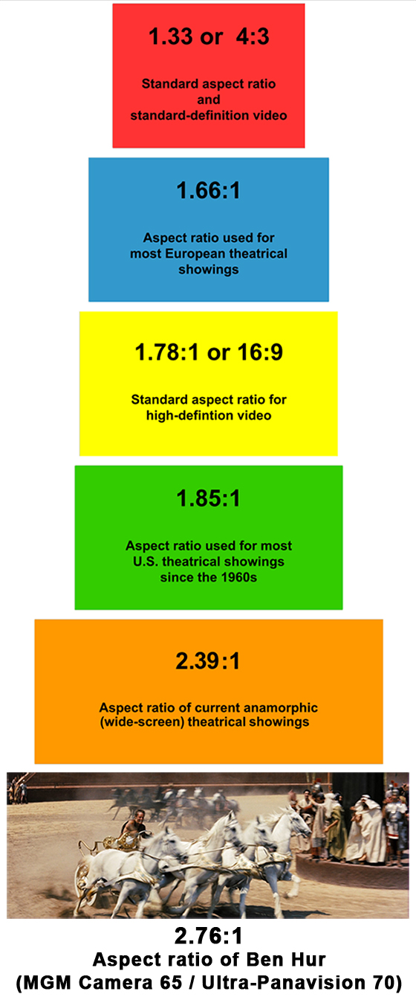 1.33 or 4:3
Standard aspect ratio
and
standard-definition video
1.66:1
Aspect ratio used for
most European theatrical
showings
1.78:1 or 16:9
Standard aspect ratio for
high-defintion video
1.85:1
Aspect ratio used for most
U.S. theatrical showings
since the 1960s
2.39:1
Aspect ratio of current anamorphic
(wide-screen) theatrical showings
2.76:1
Aspect ratio of Ben Hur
(MGM Camera 65 / Ultra-Panavision 70)